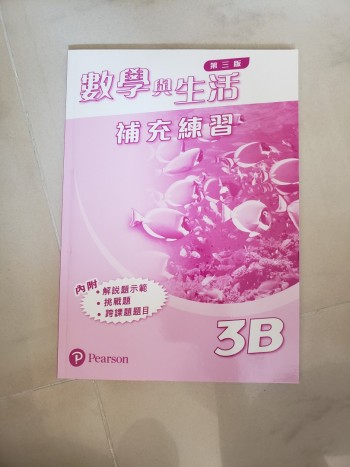 第三版
數學與生活
補充練習
內附
• 解說題示範
• 挑戰題
• 跨課題題目
3B
Pearson